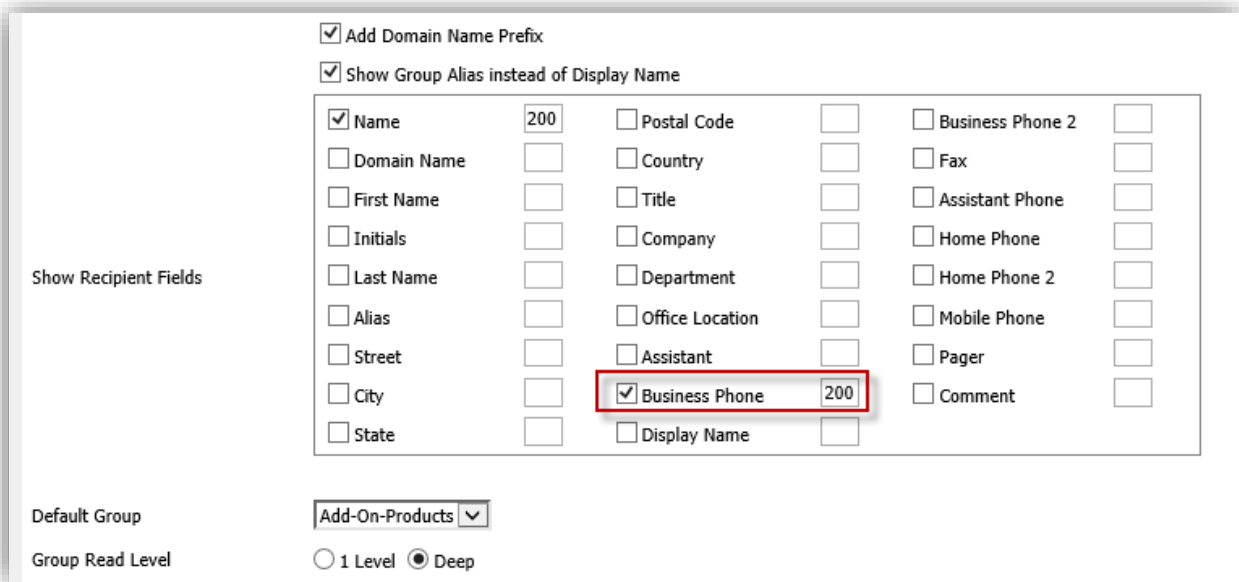 Add Domain Name Prefix
Show Group Alias instead of Display Name
Name 200 Postal Code Business Phone 2
Domain Name Country Fax
First Name Title Assistant Phone
Initials Company Home Phone
Show Recipient Fields Last Name Department Home Phone 2
Alias Office Location Mobile Phone
Street Assistant Pager
City Business Phone 200 Comment
State Display Name
Default Group Add-On-Products
Group Read Level 1 Level Deep